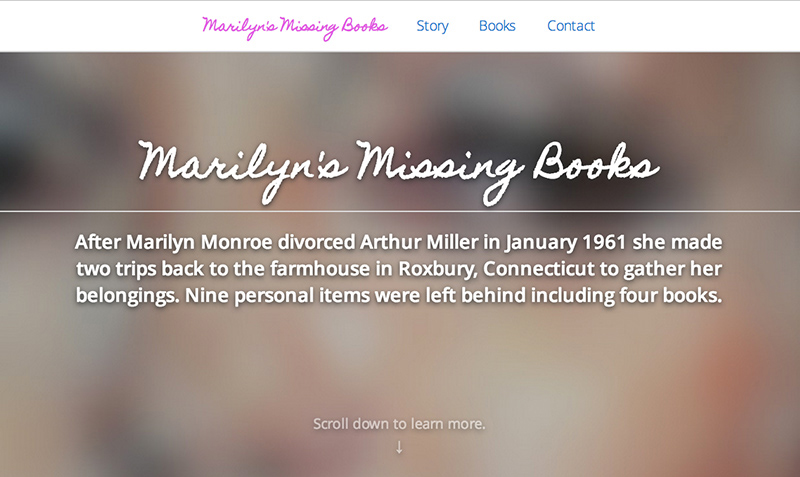 Marilyn's Missing Books Story Books Contact
Marilyn's Missing Books
After Marilyn Monroe divorced Arthur Miller in January 1961 she made
two trips back to the farmhouse in Roxbury, Connecticut to gather her
belongings. Nine personal items were left behind including four books.
Scroll down to learn more.
↓